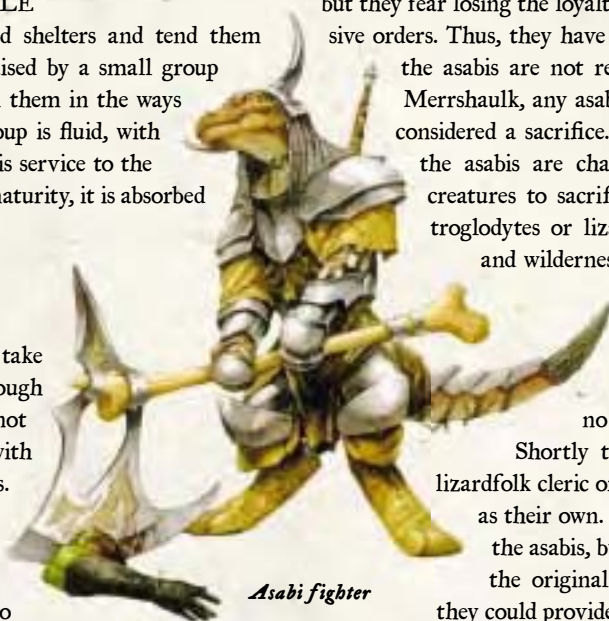 LE
d shelters and tend them
ised by a small group
them in the ways
oup is fluid, with
is service to the
naturity, it is absorbed
take
ough
not
with
s.
o
but they fear losing the loyalt
sive orders. Thus, they have
the asabis are not re
Merrshaulk, any asab
considered a sacrifice.
the asabis are cha
creatures to sacrif
troglodytes or liz
and wildernes
no
Shortly t
lizardfolk cleric o
as their own.
the asabis, b
the original
they could provide
Asabi fighter